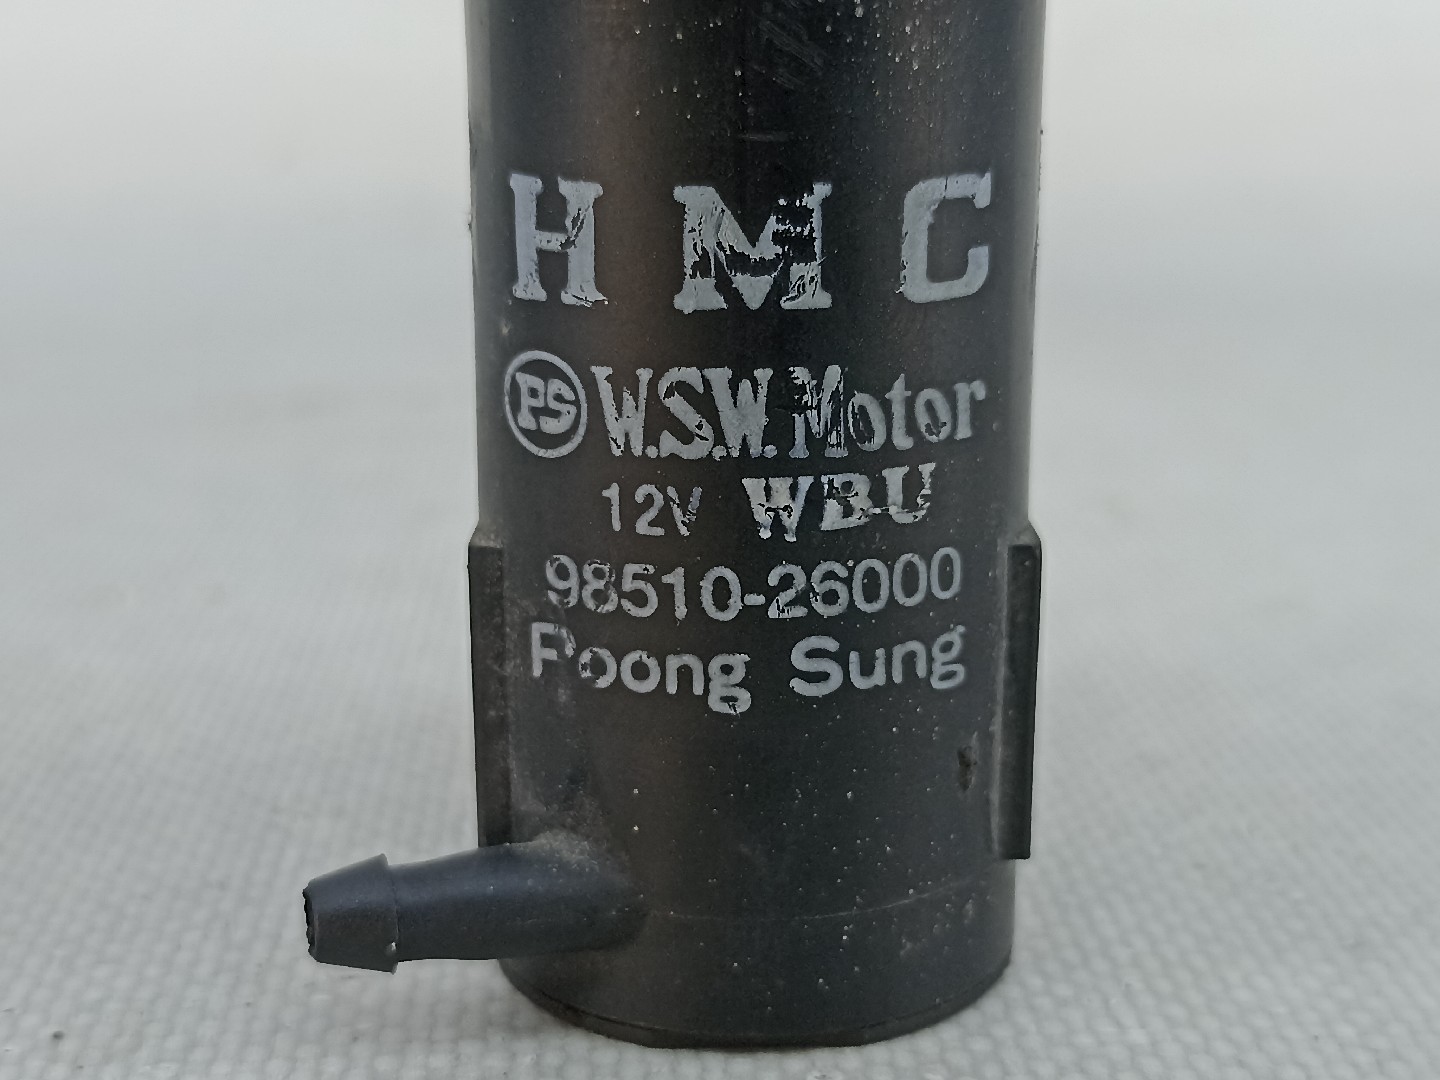 HMC
PS W.S.W. Motor
12V WBU
98510-26000
Poong Sung